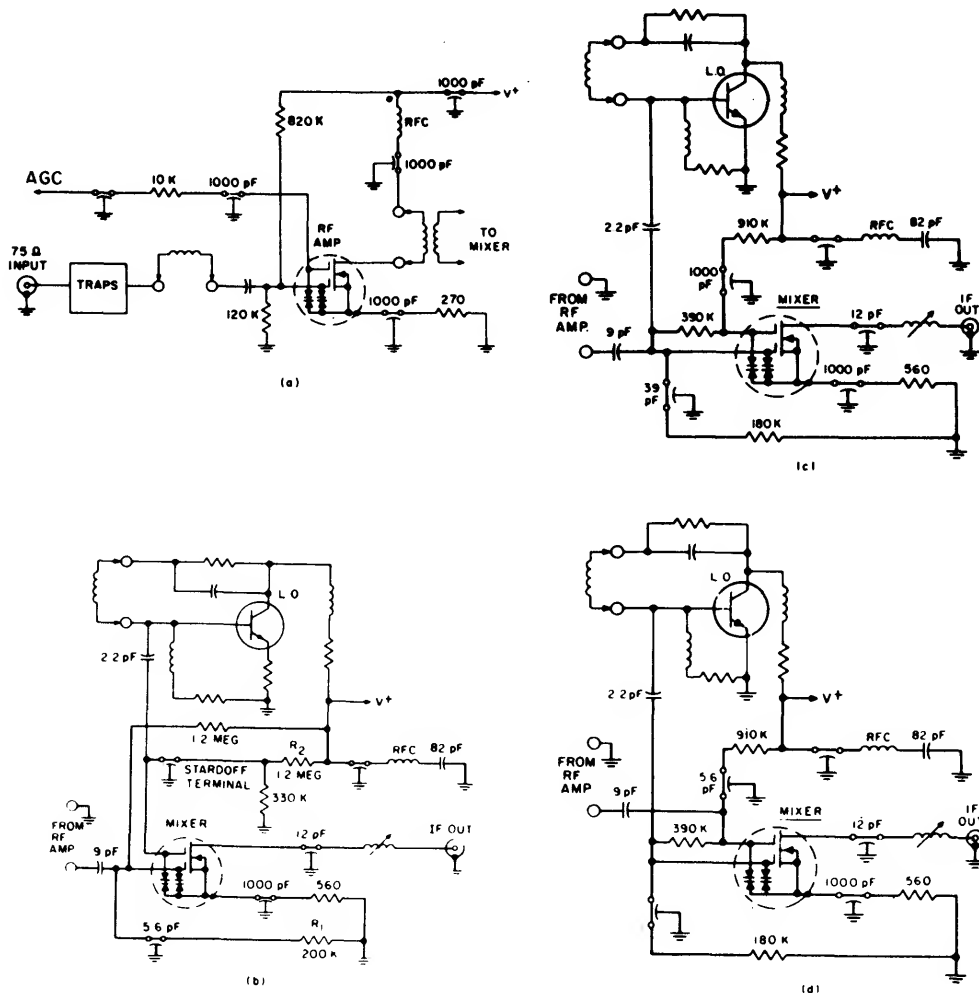 1000 pF
V+
820 K
RFC
1000 pF
AGC
10 K
1000 pF
RF
AMP
TO
MIXER
75 Ω
INPUT
TRAPS
120 K
1000 pF
270
(a)
L.O.
V+
2.2 pF
910 K
RFC
82 pF
1000
pF
FROM
RF
AMP.
9 pF
390 K
MIXER
12 pF
IF
OUT
1000 pF
560
39
pF
180 K
(c)
L O
2 2 pF
V+
1.2 MEG
R2
1.2 MEG
RFC
82 pF
STARDOFF
TERMINAL
330 K
MIXER
FROM
RF
AMP
9 pF
12 pF
IF OUT
1000 pF
560
5 6 pF
R1
200 K
(b)
L O
2 2 pF
V+
910 K
RFC
82 pF
FROM
RF
AMP
9 pF
5.6
pF
MIXER
390 K
12 pF
IF
OUT
1000 pF
560
180 K
(d)